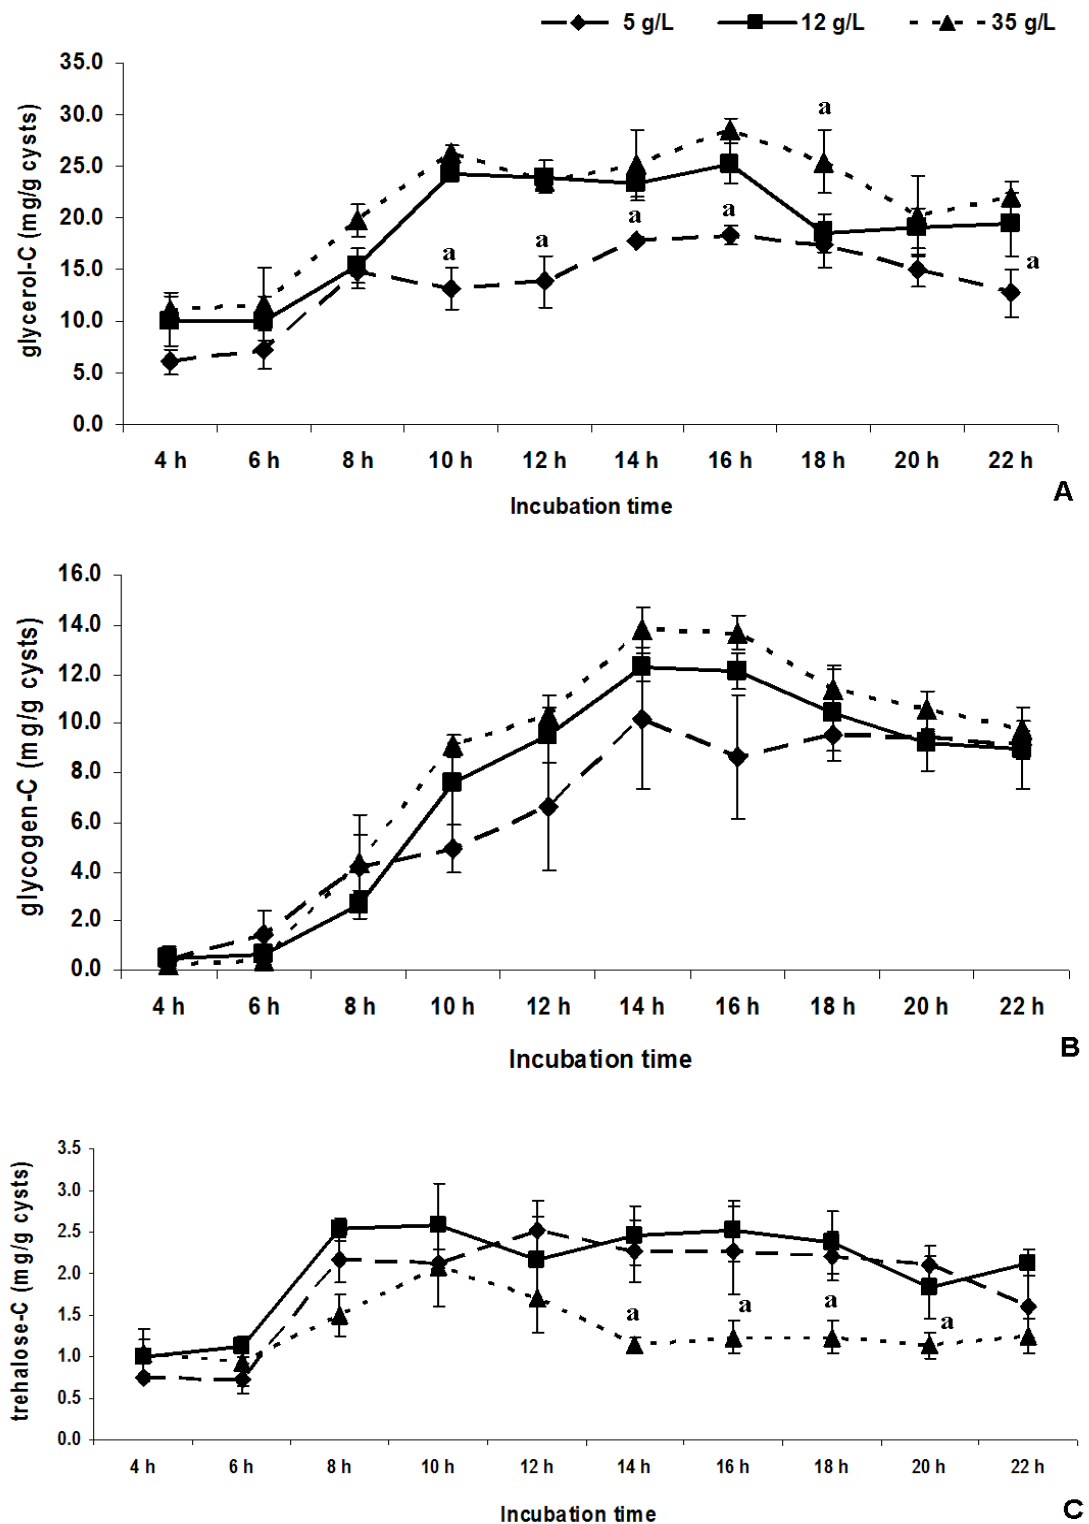 5 g/L 12 g/L 35 g/L
glycerol-C (mg/g cysts)
35.0
30.0
25.0
20.0
15.0
10.0
5.0
0.0
a
a
a
a
a
a
4 h 6 h 8 h 10 h 12 h 14 h 16 h 18 h 20 h 22 h
Incubation time
A
glycogen-C (mg/g cysts)
16.0
14.0
12.0
10.0
8.0
6.0
4.0
2.0
0.0
4 h 6 h 8 h 10 h 12 h 14 h 16 h 18 h 20 h 22 h
Incubation time
B
trehalose-C (mg/g cysts)
3.5
3.0
2.5
2.0
1.5
1.0
0.5
0.0
a a a a
4 h 6 h 8 h 10 h 12 h 14 h 16 h 18 h 20 h 22 h
Incubation time
C